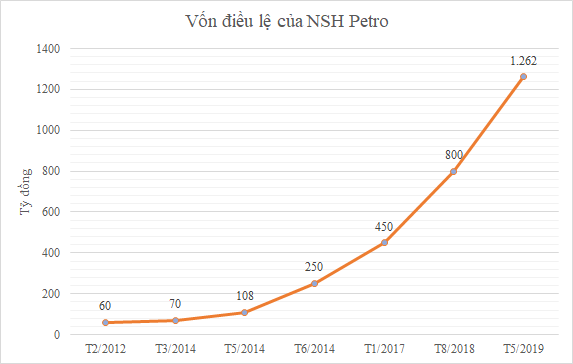 Vốn điều lệ của NSH Petro
Tỷ đồng
1400
1200
1000
800
600
400
200
0
60
70
108
250
450
800
1.262
T2/2012
T3/2014
T5/2014
T6/2014
T1/2017
T8/2018
T5/2019